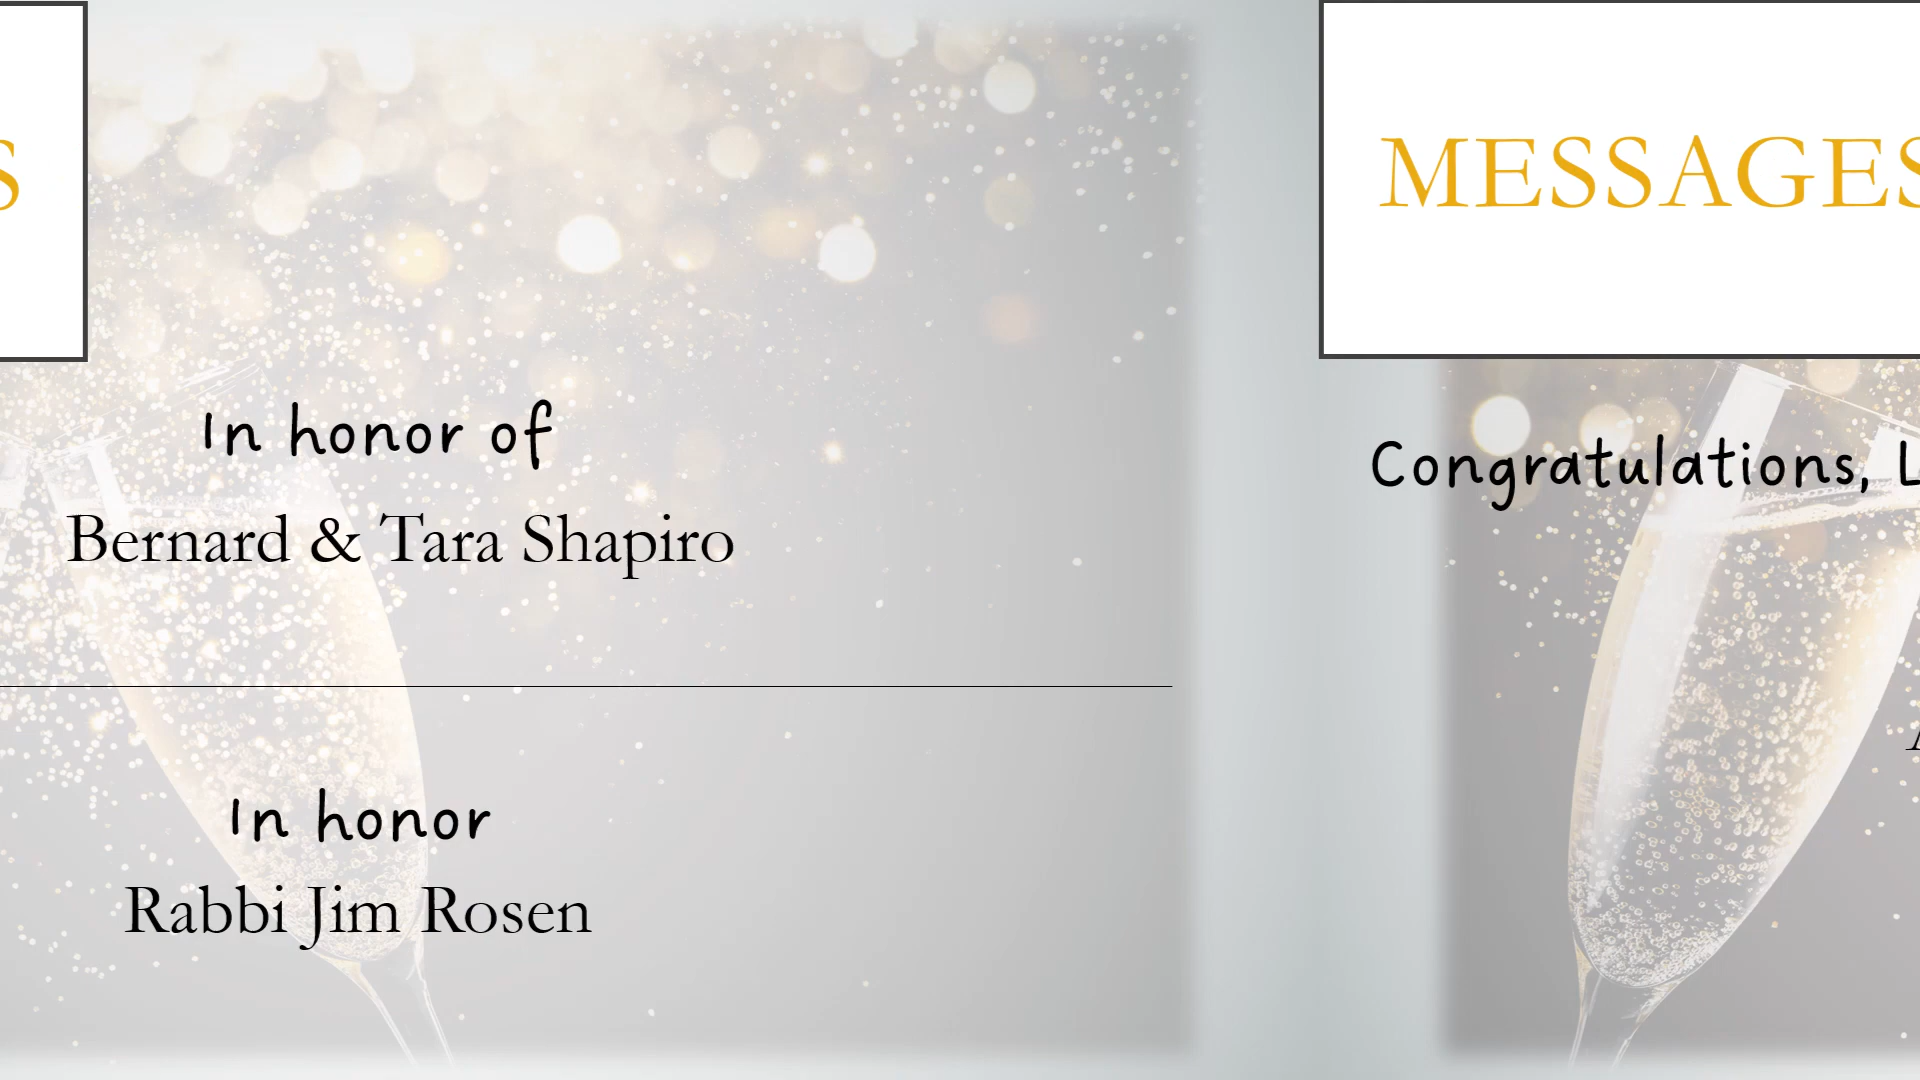 MESSAGES
In honor of
Bernard & Tara Shapiro
In honor
Rabbi Jim Rosen
Congratulations,